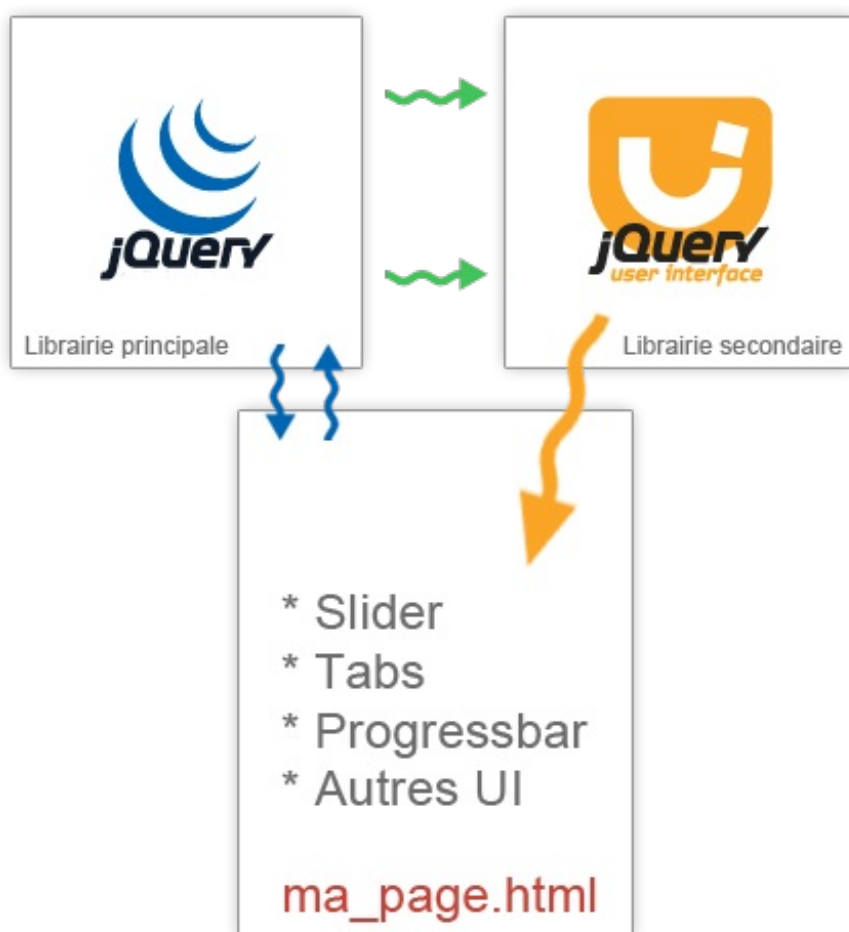 jQuery
Librairie principale
jQuery
user interface
Librairie secondaire
* Slider
* Tabs
* Progressbar
* Autres UI
ma_page.html